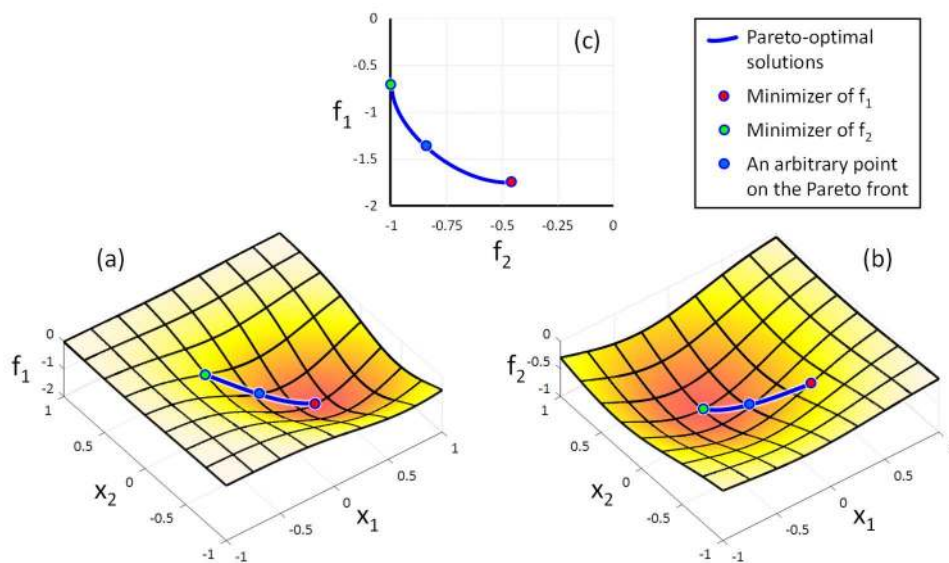 (c)
0
-0.5
-1
-1.5
-2
f1
-1 -0.75 -0.5 -0.25 0
f2
Pareto-optimal
solutions
Minimizer of f1
Minimizer of f2
An arbitrary point
on the Pareto front
(a)
f1
0
-1
-2
1
0.5
0
-0.5
-1
x2
-1
-0.5
0
0.5
1
x1
(b)
f2
0
-0.5
-1
1
0.5
0
-0.5
-1
x2
-1
-0.5
0
0.5
x1